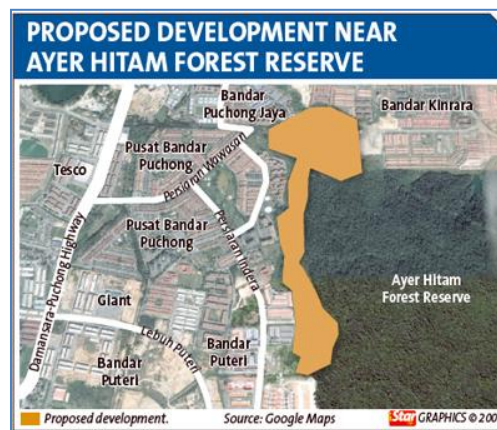 PROPOSED DEVELOPMENT NEAR
AYER HITAM FOREST RESERVE
Bandar
Puchong Jaya
Bandar Kinrara
Tesco
Pusat Bandar
Puchong
Persiaran Wawasan
Pusat Bandar
Puchong
Persiaran Indera
Damansara-Puchong Highway
Ayer Hitam
Forest Reserve
Giant
Lebuh Puteri
Bandar
Puteri
Bandar
Puteri
Proposed development.
Source: Google Maps
Star GRAPHICS © 200